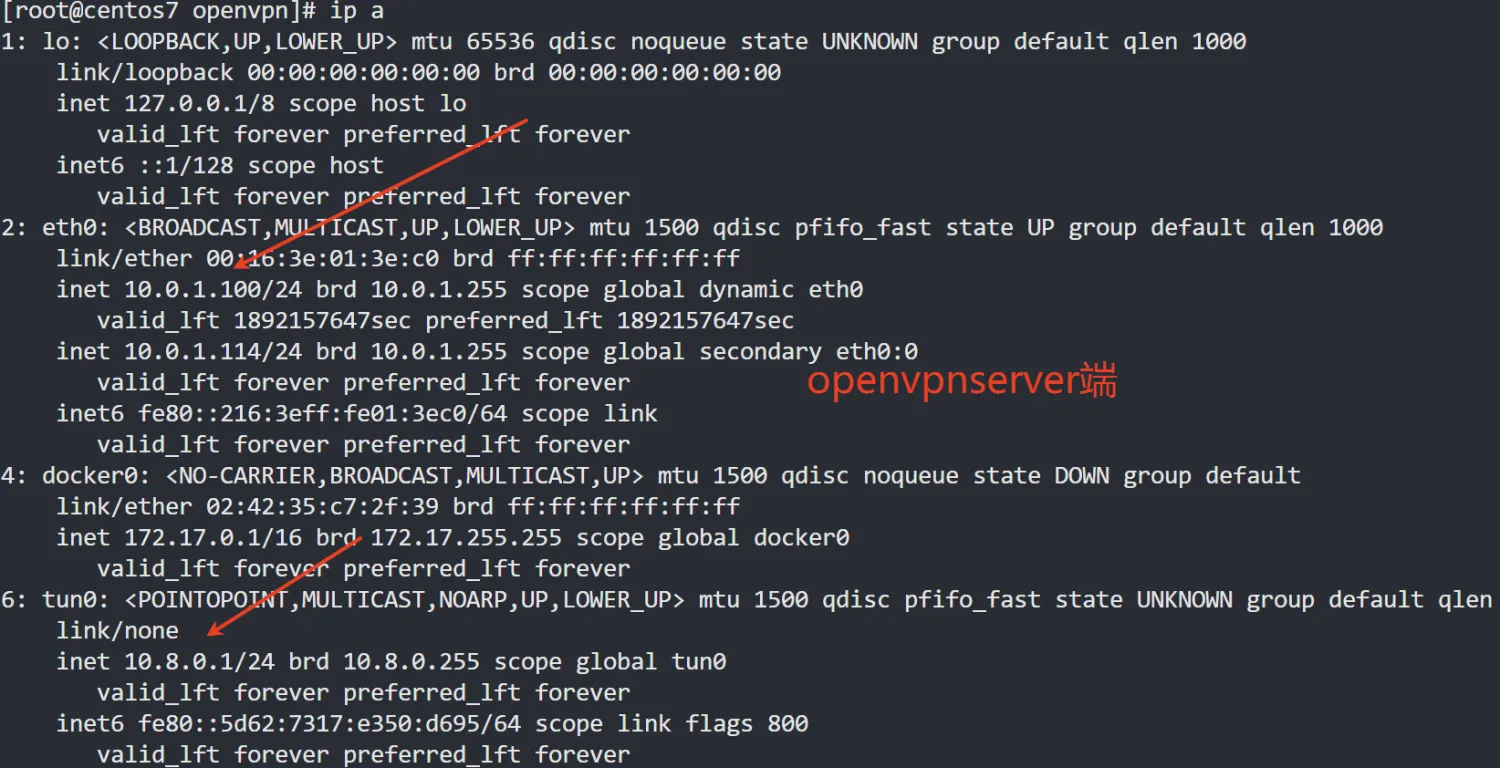 [root@centos7 openvpn]# ip a
1: lo: <LOOPBACK,UP,LOWER_UP> mtu 65536 qdisc noqueue state UNKNOWN group default qlen 1000
link/loopback 00:00:00:00:00:00 brd 00:00:00:00:00:00
inet 127.0.0.1/8 scope host lo
valid_lft forever preferred_lft forever
inet6 ::1/128 scope host
valid_lft forever preferred_lft forever
2: eth0: <BROADCAST,MULTICAST,UP,LOWER_UP> mtu 1500 qdisc pfifo_fast state UP group default qlen 1000
link/ether 00:16:3e:01:3e:c0 brd ff:ff:ff:ff:ff:ff
inet 10.0.1.100/24 brd 10.0.1.255 scope global dynamic eth0
valid_lft 1892157647sec preferred_lft 1892157647sec
inet 10.0.1.114/24 brd 10.0.1.255 scope global secondary eth0:0
valid_lft forever preferred_lft forever
openvpnserver端
inet6 fe80::216:3eff:fe01:3ec0/64 scope link
valid_lft forever preferred_lft forever
4: docker0: <NO-CARRIER,BROADCAST,MULTICAST,UP> mtu 1500 qdisc noqueue state DOWN group default
link/ether 02:42:35:c7:2f:39 brd ff:ff:ff:ff:ff:ff
inet 172.17.0.1/16 brd 172.17.255.255 scope global docker0
valid_lft forever preferred_lft forever
6: tun0: <POINTOPOINT,MULTICAST,NOARP,UP,LOWER_UP> mtu 1500 qdisc pfifo_fast state UNKNOWN group default qlen
link/none
inet 10.8.0.1/24 brd 10.8.0.255 scope global tun0
valid_lft forever preferred_lft forever
inet6 fe80::5d62:7317:e350:d695/64 scope link flags 800
valid_lft forever preferred_lft forever